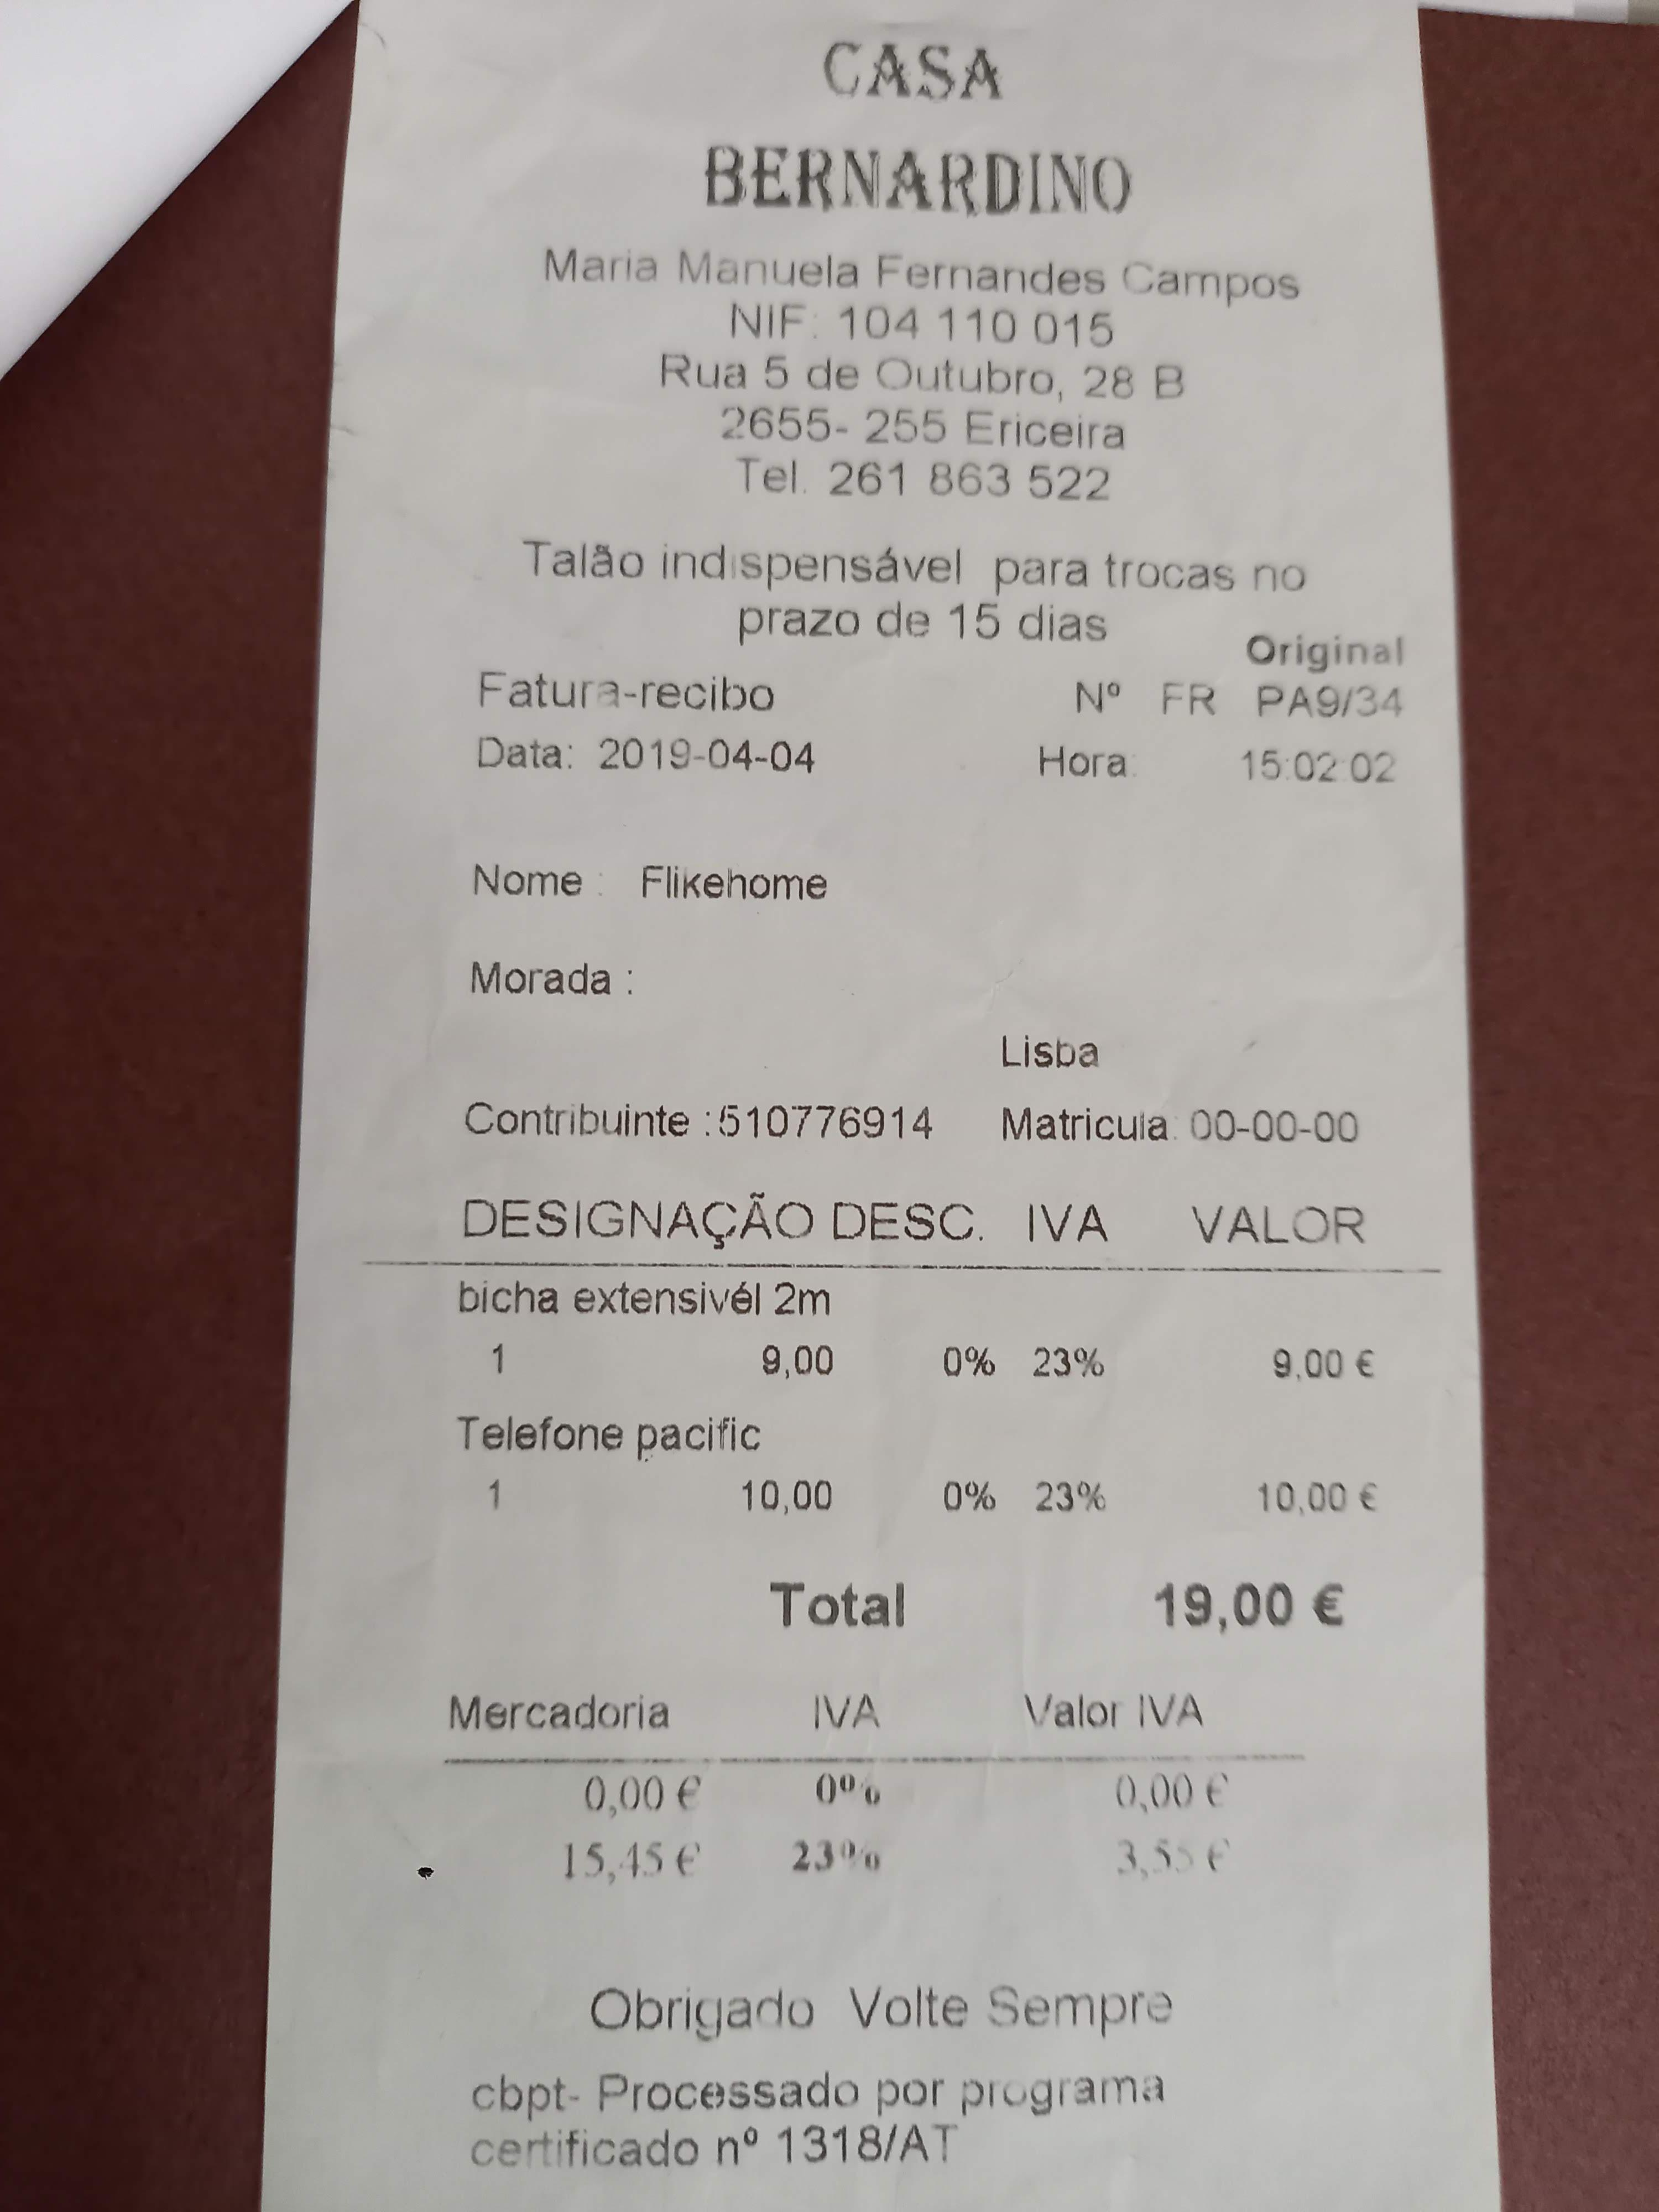 CASA
BERNARDINO
Maria Manuela Fernandes Campos
NIF: 104 110 015
Rua 5 de Outubro, 28 B
2655- 255 Ericeira
Tel. 261 863 522
Talão indispensável para trocas no
prazo de 15 dias
Original
Fatura-recibo Nº FR PA9/34
Data: 2019-04-04 Hora: 15:02:02
Nome : Flikehome
Morada :
Lisba
Contribuinte :510776914 Matricula: 00-00-00
DESIGNAÇÃO DESC. IVA VALOR
bicha extensivél 2m
1 9,00 0% 23% 9,00 €
Telefone pacific
1 10,00 0% 23% 10,00 €
Total 19,00 €
Mercadoria IVA Valor IVA
0,00 € 0% 0,00 €
15,45 € 23% 3,55 €
Obrigado Volte Sempre
cbpt- Processado por programa
certificado nº 1318/AT